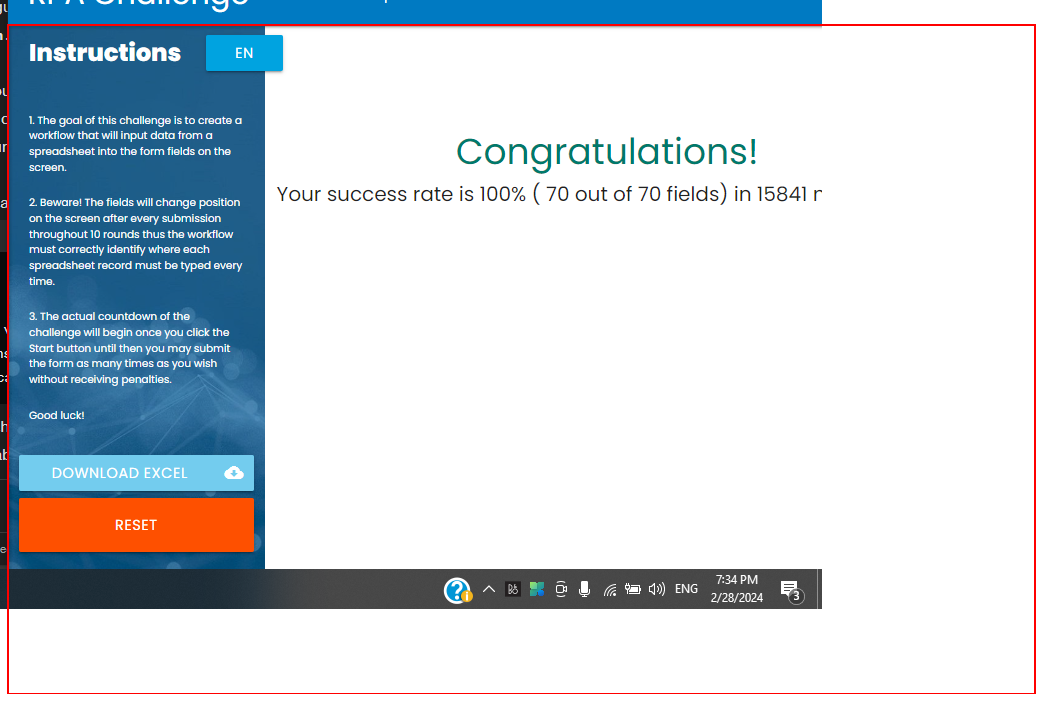 RPA Challenge
Instructions
EN
1. The goal of this challenge is to create a
workflow that will input data from a
spreadsheet into the form fields on the
screen.
2. Beware! The fields will change position
on the screen after every submission
throughout 10 rounds thus the workflow
must correctly identify where each
spreadsheet record must be typed every
time.
3. The actual countdown of the
challenge will begin once you click the
Start button until then you may submit
the form as many times as you wish
without receiving penalties.
Good luck!
DOWNLOAD EXCEL
RESET
Congratulations!
Your success rate is 100% ( 70 out of 70 fields) in 15841
ENG
7:34 PM
2/28/2024
3